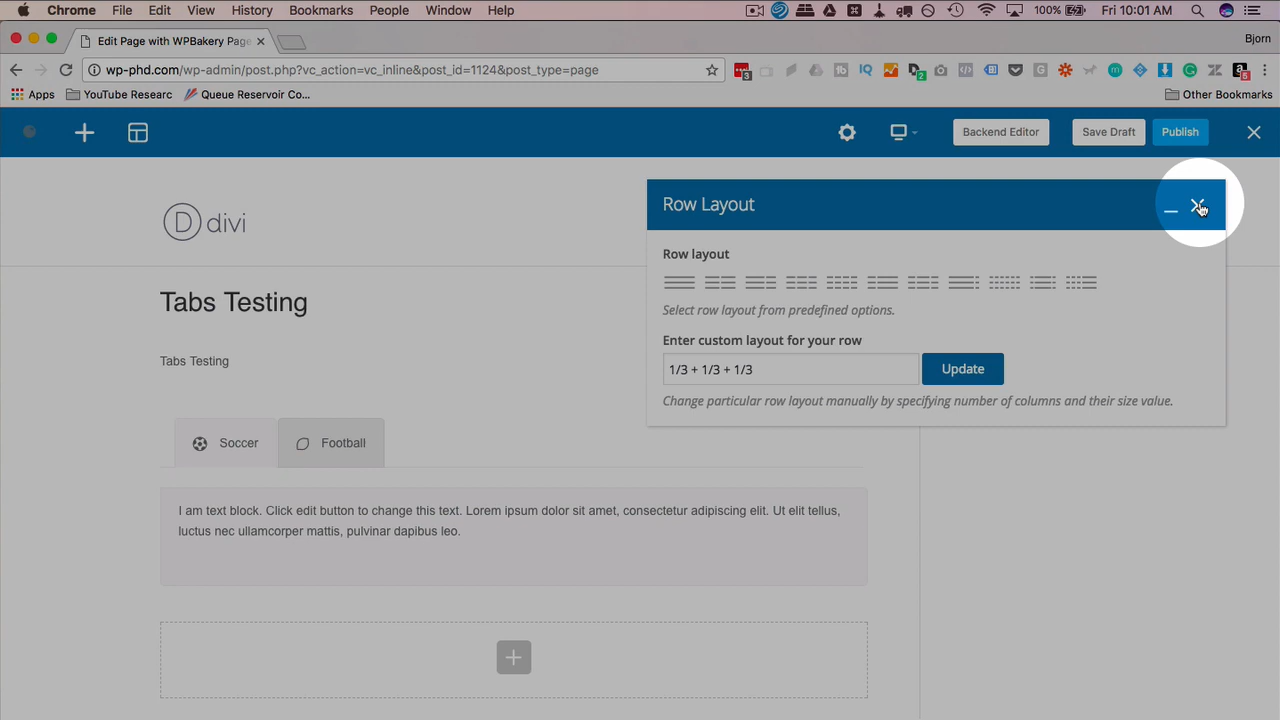 Chrome File Edit View History Bookmarks People Window Help 100% Fri 10:01 AM
Edit Page with WPBakery Page Bjorn
wp-phd.com/wp-admin/post.php?vc_action=vc_inline&post_id=1124&post_type=page 3 2 5
Apps YouTube Researc Queue Reservoir Co... Other Bookmarks
Backend Editor Save Draft Publish
Row Layout
D divi
Row layout
Select row layout from predefined options.
Tabs Testing
Enter custom layout for your row
1/3 + 1/3 + 1/3 Update
Tabs Testing
Change particular row layout manually by specifying number of columns and their size value.
Soccer Football
I am text block. Click edit button to change this text. Lorem ipsum dolor sit amet, consectetur adipiscing elit. Ut elit tellus,
luctus nec ullamcorper mattis, pulvinar dapibus leo.